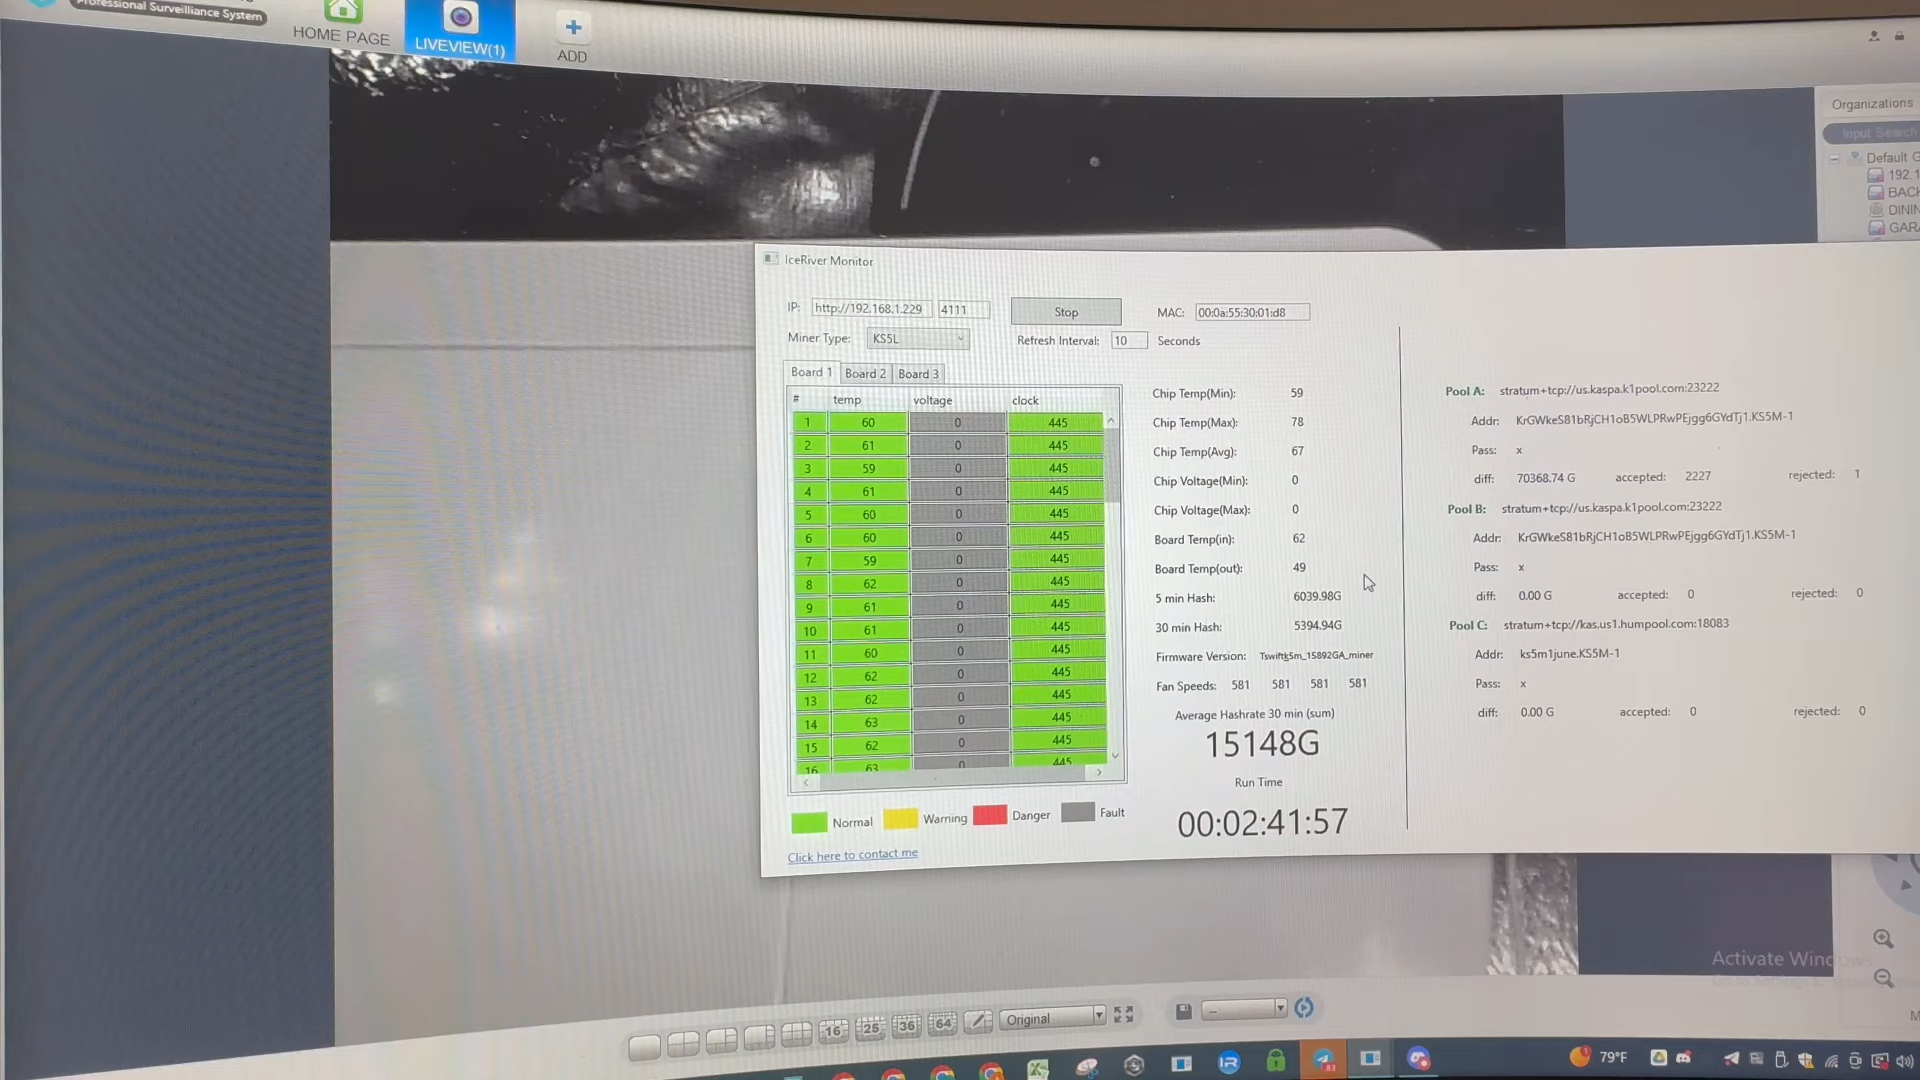 Professional Surveillance System
HOME PAGE
LIVEVIEW(1)
ADD
Organizations
Input Search
Default G
192.1
BACK
DININ
GARA
IceRiver Monitor
IP: http://192.168.1.229 4111 Stop MAC: 00:0a:55:30:01:d8
Miner Type: KS5L Refresh Interval: 10 Seconds
Board 1 Board 2 Board 3
# temp voltage clock
1 60 0 445
2 61 0 445
3 59 0 445
4 61 0 445
5 60 0 445
6 60 0 445
7 59 0 445
8 62 0 445
9 61 0 445
10 61 0 445
11 60 0 445
12 62 0 445
13 62 0 445
14 63 0 445
15 62 0 445
16 63 0 445
Normal Warning Danger Fault
Click here to contact me
Chip Temp(Min): 59
Chip Temp(Max): 78
Chip Temp(Avg): 67
Chip Voltage(Min): 0
Chip Voltage(Max): 0
Board Temp(in): 62
Board Temp(out): 49
5 min Hash: 6039.98G
30 min Hash: 5394.94G
Firmware Version: Tswiftks5m_15892GA_miner
Fan Speeds: 581 581 581 581
Average Hashrate 30 min (sum)
15148G
Run Time
00:02:41:57
Pool A: stratum+tcp://us.kaspa.k1pool.com:23222
Addr: KrGWkeS81bRjCH1oB5WLPRwPEjgg6GYdTj1.KS5M-1
Pass: x
diff: 70368.74 G accepted: 2227 rejected: 1
Pool B: stratum+tcp://us.kaspa.k1pool.com:23222
Addr: KrGWkeS81bRjCH1oB5WLPRwPEjgg6GYdTj1.KS5M-1
Pass: x
diff: 0.00 G accepted: 0 rejected: 0
Pool C: stratum+tcp://kas.us1.humpool.com:18083
Addr: ks5m1june.KS5M-1
Pass: x
diff: 0.00 G accepted: 0 rejected: 0
Activate Windows
16 25 36 64 Original
79°F